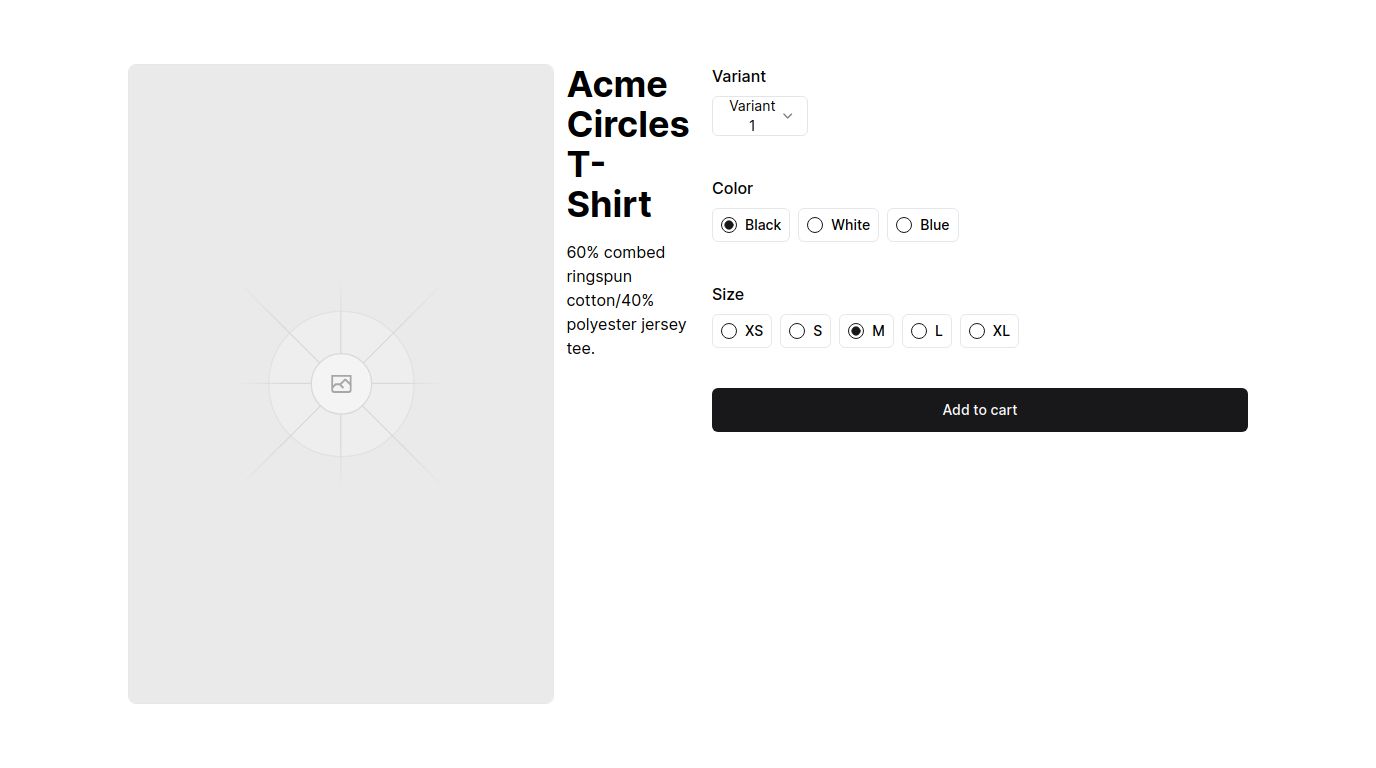 Acme
Circles
T-
Shirt
60% combed
ringspun
cotton/40%
polyester jersey
tee.
Variant
Variant
1
Color
Black
White
Blue
Size
XS
S
M
L
XL
Add to cart